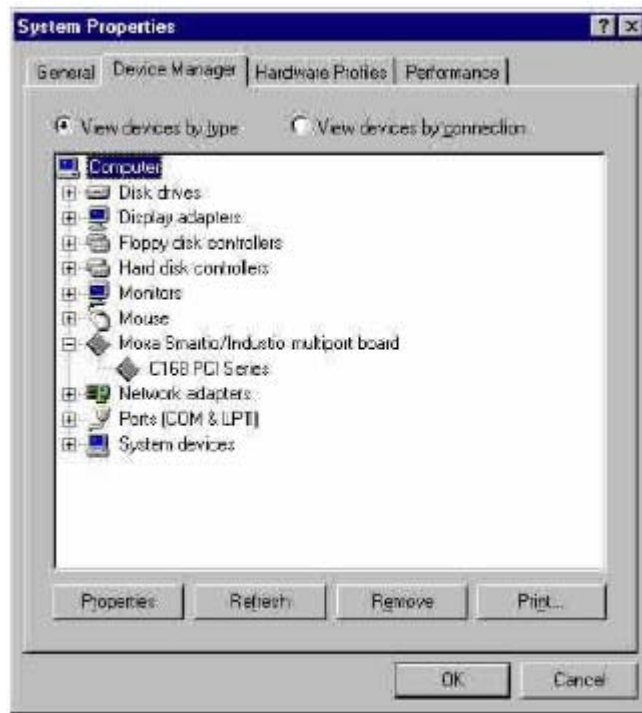 System Properties
General Device Manager Hardware Profiles Performance
View devices by type View devices by connection
Computer
Disk drives
Display adapters
Floppy disk controllers
Hard disk controllers
Monitors
Mouse
Moxa Smartio/Industio multiport board
C168 PCI Series
Network adapters
Ports (COM & LPT)
System devices
Properties Refresh Remove Print...
OK Cancel